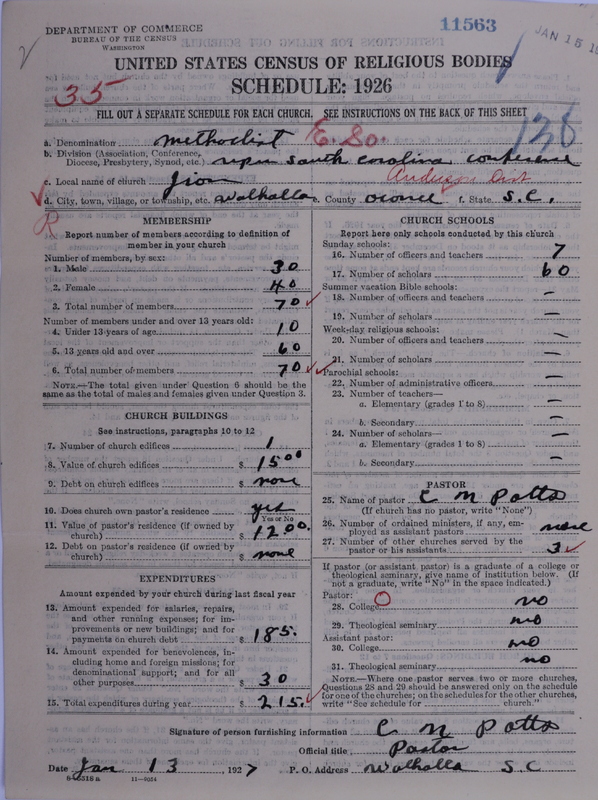 DEPARTMENT OF COMMERCE
BUREAU OF THE CENSUS
WASHINGTON
11563
JAN 15 19
2
UNITED STATES CENSUS OF RELIGIOUS BODIES
SCHEDULE: 1926
35
FILL OUT A SEPARATE SCHEDULE FOR EACH CHURCH. SEE INSTRUCTIONS ON THE BACK OF THIS SHEET
a. Denomination Methodist E. So. 126
b. Division (Association, Conference, Diocese, Presbytery, Synod, etc.) upper South Carolina Conference
c. Local name of church Zion Anderson Dist
d. City, town, village, or township, etc. Walhalla e. County Oconee f. State S.C.
R
MEMBERSHIP
Report number of members according to definition of member in your church
Number of members, by sex:
1. Male 30
2. Female 40
3. Total number of members 70
Number of members under and over 13 years old:
4. Under 13 years of age 10
5. 13 years old and over 60
6. Total number of members 70
NOTE.—The total given under Question 6 should be the same as the total of males and females given under Question 3.
CHURCH BUILDINGS
See instructions, paragraphs 10 to 12
7. Number of church edifices 1
8. Value of church edifices $ 1500
9. Debt on church edifices $ none
10. Does church own pastor's residence yes
Yes or No
11. Value of pastor's residence (if owned by church) $ 1200.
12. Debt on pastor's residence (if owned by church) $ none
EXPENDITURES
Amount expended by your church during last fiscal year
13. Amount expended for salaries, repairs, and other running expenses; for improvements or new buildings; and for payments on church debt $ 185.
14. Amount expended for benevolences, including home and foreign missions; for denominational support; and for all other purposes $ 30
15. Total expenditures during year $ 215.
CHURCH SCHOOLS
Report here only schools conducted by this church
Sunday schools:
16. Number of officers and teachers 7
17. Number of scholars 60
Summer vacation Bible schools:
18. Number of officers and teachers —
19. Number of scholars —
Week-day religious schools:
20. Number of officers and teachers —
21. Number of scholars —
Parochial schools:
22. Number of administrative officers —
23. Number of teachers—
a. Elementary (grades 1 to 8) —
b. Secondary —
24. Number of scholars—
a. Elementary (grades 1 to 8) —
b. Secondary —
PASTOR
25. Name of pastor C M Potts
(If church has no pastor, write "None")
26. Number of ordained ministers, if any, employed as assistant pastors none
27. Number of other churches served by the pastor or his assistants 3
If pastor (or assistant pastor) is a graduate of a college or theological seminary, give name of institution below. (If not a graduate, write "No" in the space indicated.)
Pastor:
28. College no
29. Theological seminary no
Assistant pastor:
30. College no
31. Theological seminary no
NOTE.—Where one pastor serves two or more churches, Questions 28 and 29 should be answered only on the schedule for one of the churches; on the schedules for the other churches, write "See schedule for church."
Signature of person furnishing information C M Potts
Official title Pastor
Date Jan 13, 1927 P. O. Address Walhalla S C
11—9054